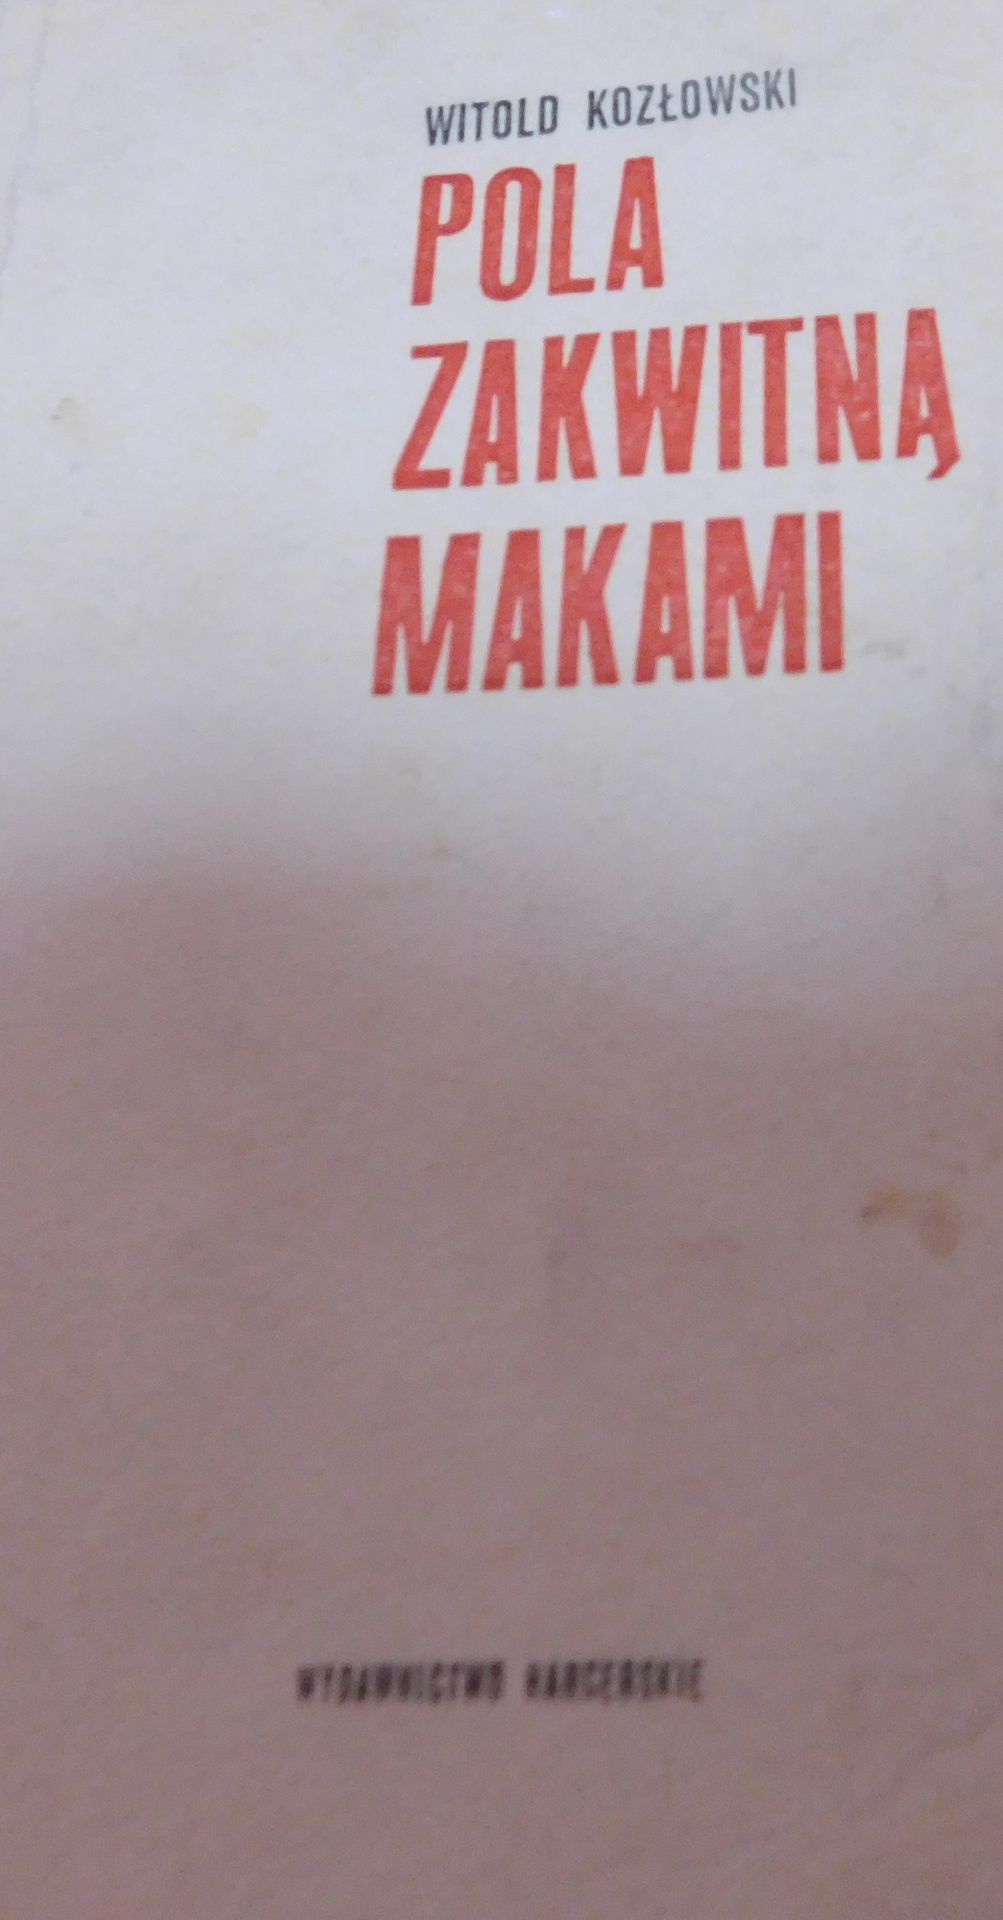 WITOLD KOZŁOWSKI
POLA
ZAKWITNĄ
MAKAMI
WYDAWNICTWO HARCERSKIE